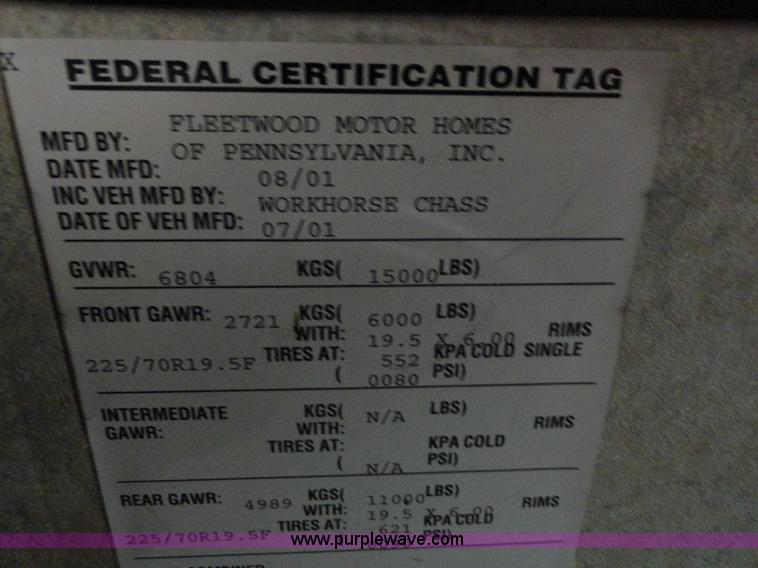 X
FEDERAL CERTIFICATION TAG
MFD BY: FLEETWOOD MOTOR HOMES
OF PENNSYLVANIA, INC.
DATE MFD: 08/01
INC VEH MFD BY: WORKHORSE CHASS
DATE OF VEH MFD: 07/01
GVWR: 6804 KGS( 15000 LBS)
FRONT GAWR: 2721 KGS( 6000 LBS)
WITH: 19.5 X 6.00 RIMS
225/70R19.5F TIRES AT: 552 KPA COLD SINGLE
( 0080 PSI)
INTERMEDIATE KGS( N/A LBS)
GAWR: WITH: RIMS
TIRES AT: KPA COLD
( N/A PSI)
REAR GAWR: 4989 KGS( 11000 LBS)
WITH: 19.5 X 6.00 RIMS
225/70R19.5F TIRES AT: 621 KPA COLD
PSI)
www.purplewave.com